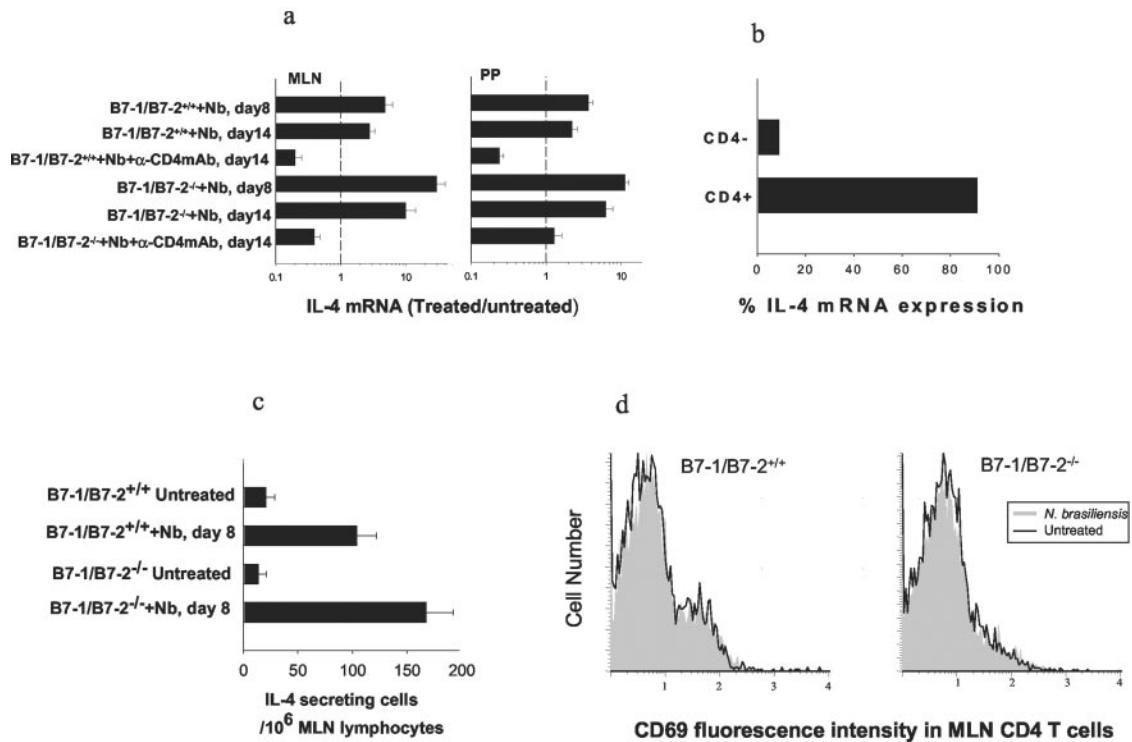 a
MLN
PP
B7-1/B7-2+/++Nb, day8
B7-1/B7-2+/++Nb, day14
B7-1/B7-2+/++Nb+α-CD4mAb, day14
B7-1/B7-2-/-+Nb, day8
B7-1/B7-2-/-+Nb, day14
B7-1/B7-2-/-+Nb+α-CD4mAb, day14
0.1 1 10
0.1 1 10
IL-4 mRNA (Treated/untreated)
b
CD4-
CD4+
0 20 40 60 80 100
% IL-4 mRNA expression
c
B7-1/B7-2+/+ Untreated
B7-1/B7-2+/++Nb, day 8
B7-1/B7-2-/- Untreated
B7-1/B7-2-/-+Nb, day 8
0 50 100 150 200
IL-4 secreting cells
/10⁶ MLN lymphocytes
d
B7-1/B7-2+/+
B7-1/B7-2-/-
N. brasiliensis
Untreated
Cell Number
1 2 3 4
1 2 3 4
CD69 fluorescence intensity in MLN CD4 T cells